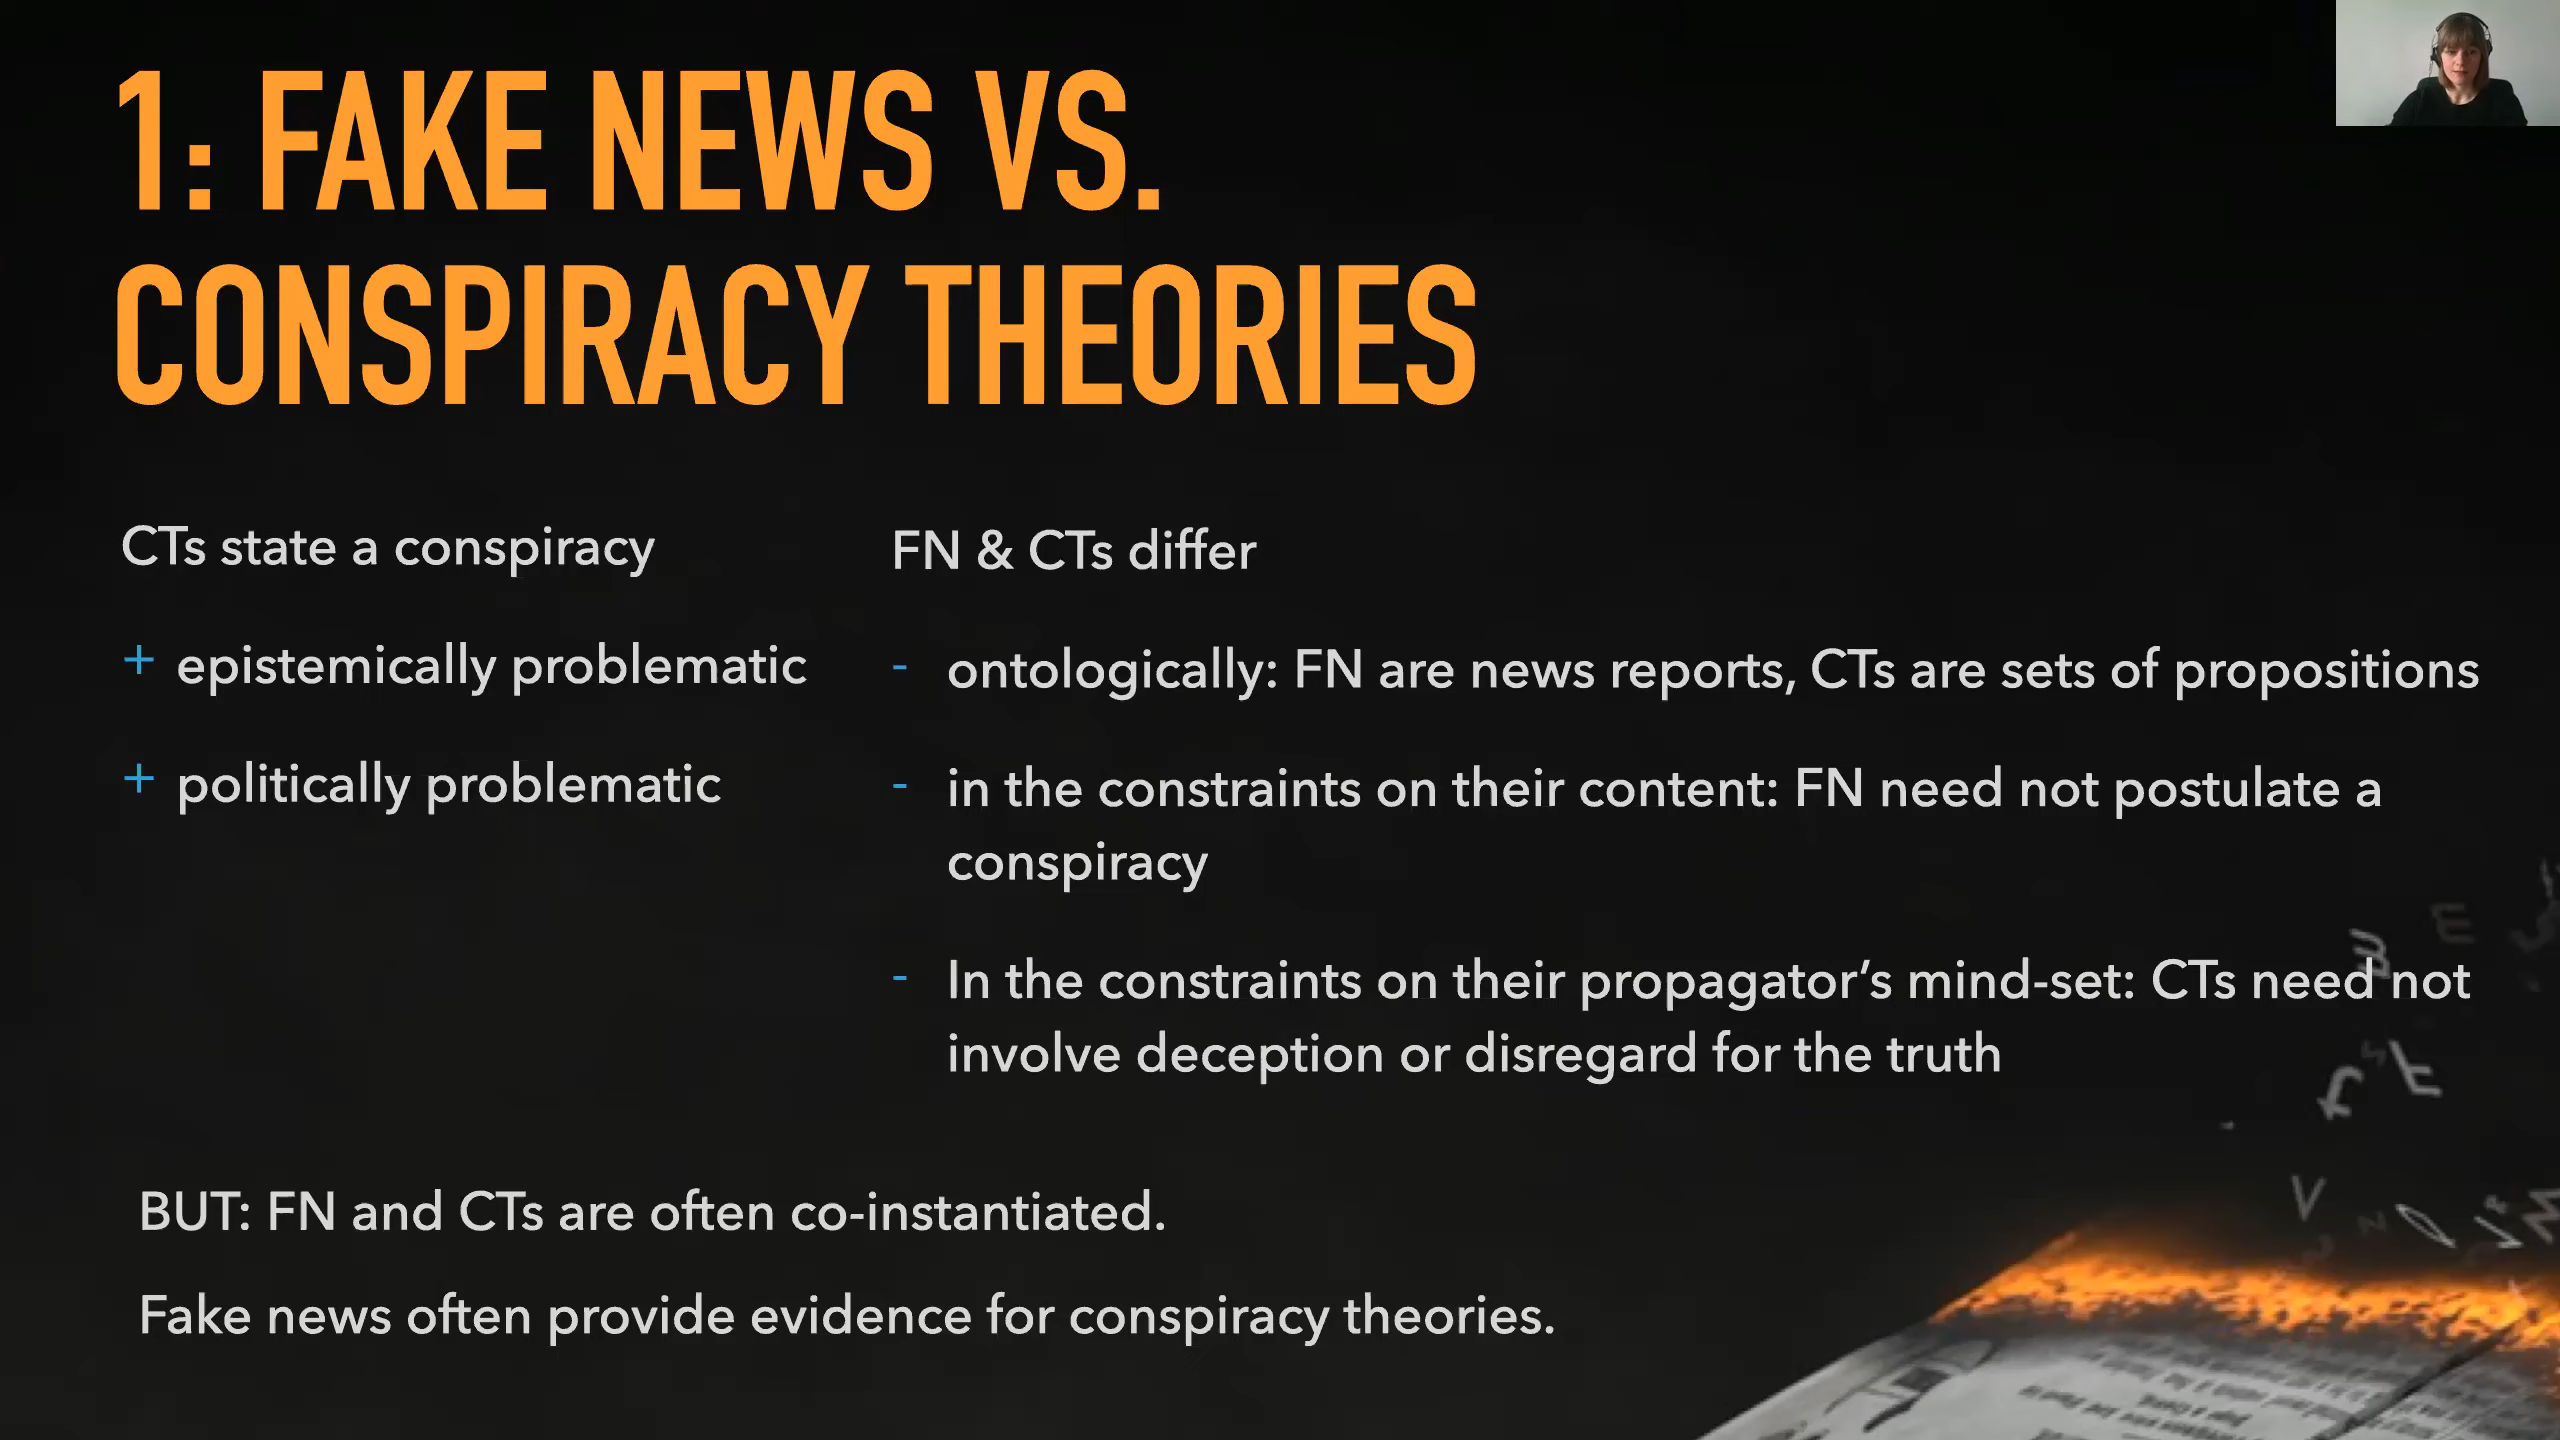 1: FAKE NEWS VS.
CONSPIRACY THEORIES
CTs state a conspiracy
+ epistemically problematic
+ politically problematic
FN & CTs differ
- ontologically: FN are news reports, CTs are sets of propositions
- in the constraints on their content: FN need not postulate a
conspiracy
- In the constraints on their propagator’s mind-set: CTs need not
involve deception or disregard for the truth
BUT: FN and CTs are often co-instantiated.
Fake news often provide evidence for conspiracy theories.